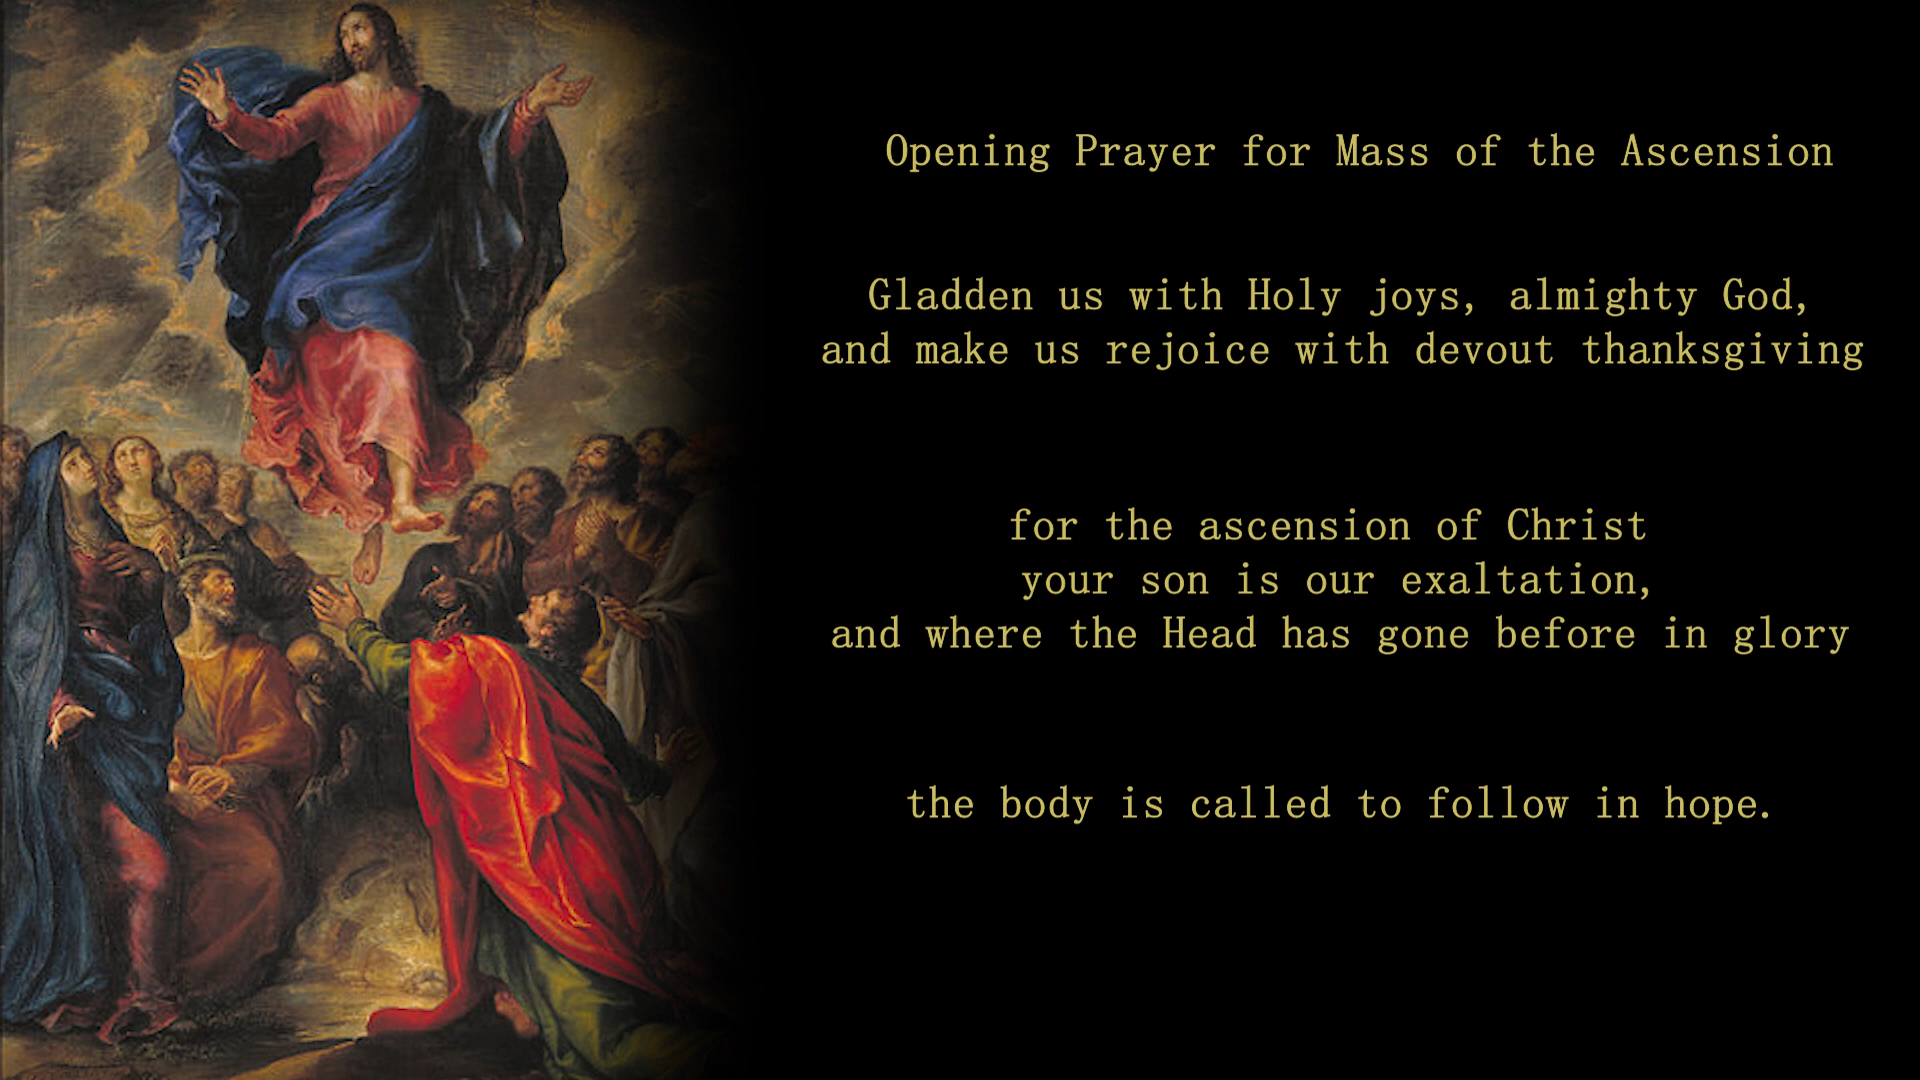 Opening Prayer for Mass of the Ascension
Gladden us with Holy joys, almighty God,
and make us rejoice with devout thanksgiving
for the ascension of Christ
your son is our exaltation,
and where the Head has gone before in glory
the body is called to follow in hope.